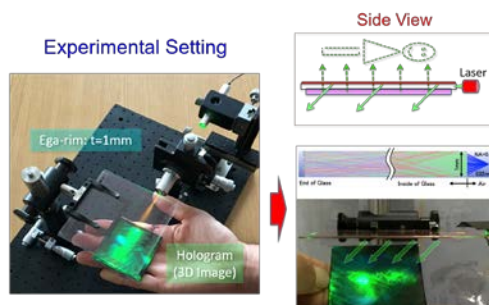 Experimental Setting
Ega-rim: t=1mm
Hologram
(3D Image)
Side View
Laser
End of Glass
Inside of Glass
Air